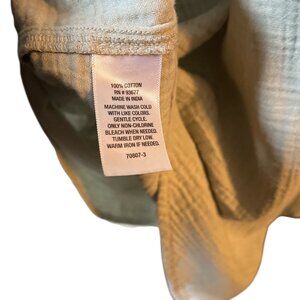 100% COTTON
RN # 93677
MADE IN INDIA
MACHINE WASH COLD
WITH LIKE COLORS.
GENTLE CYCLE.
ONLY NON-CHLORINE
BLEACH WHEN NEEDED.
TUMBLE DRY LOW.
WARM IRON IF NEEDED.
70607-3